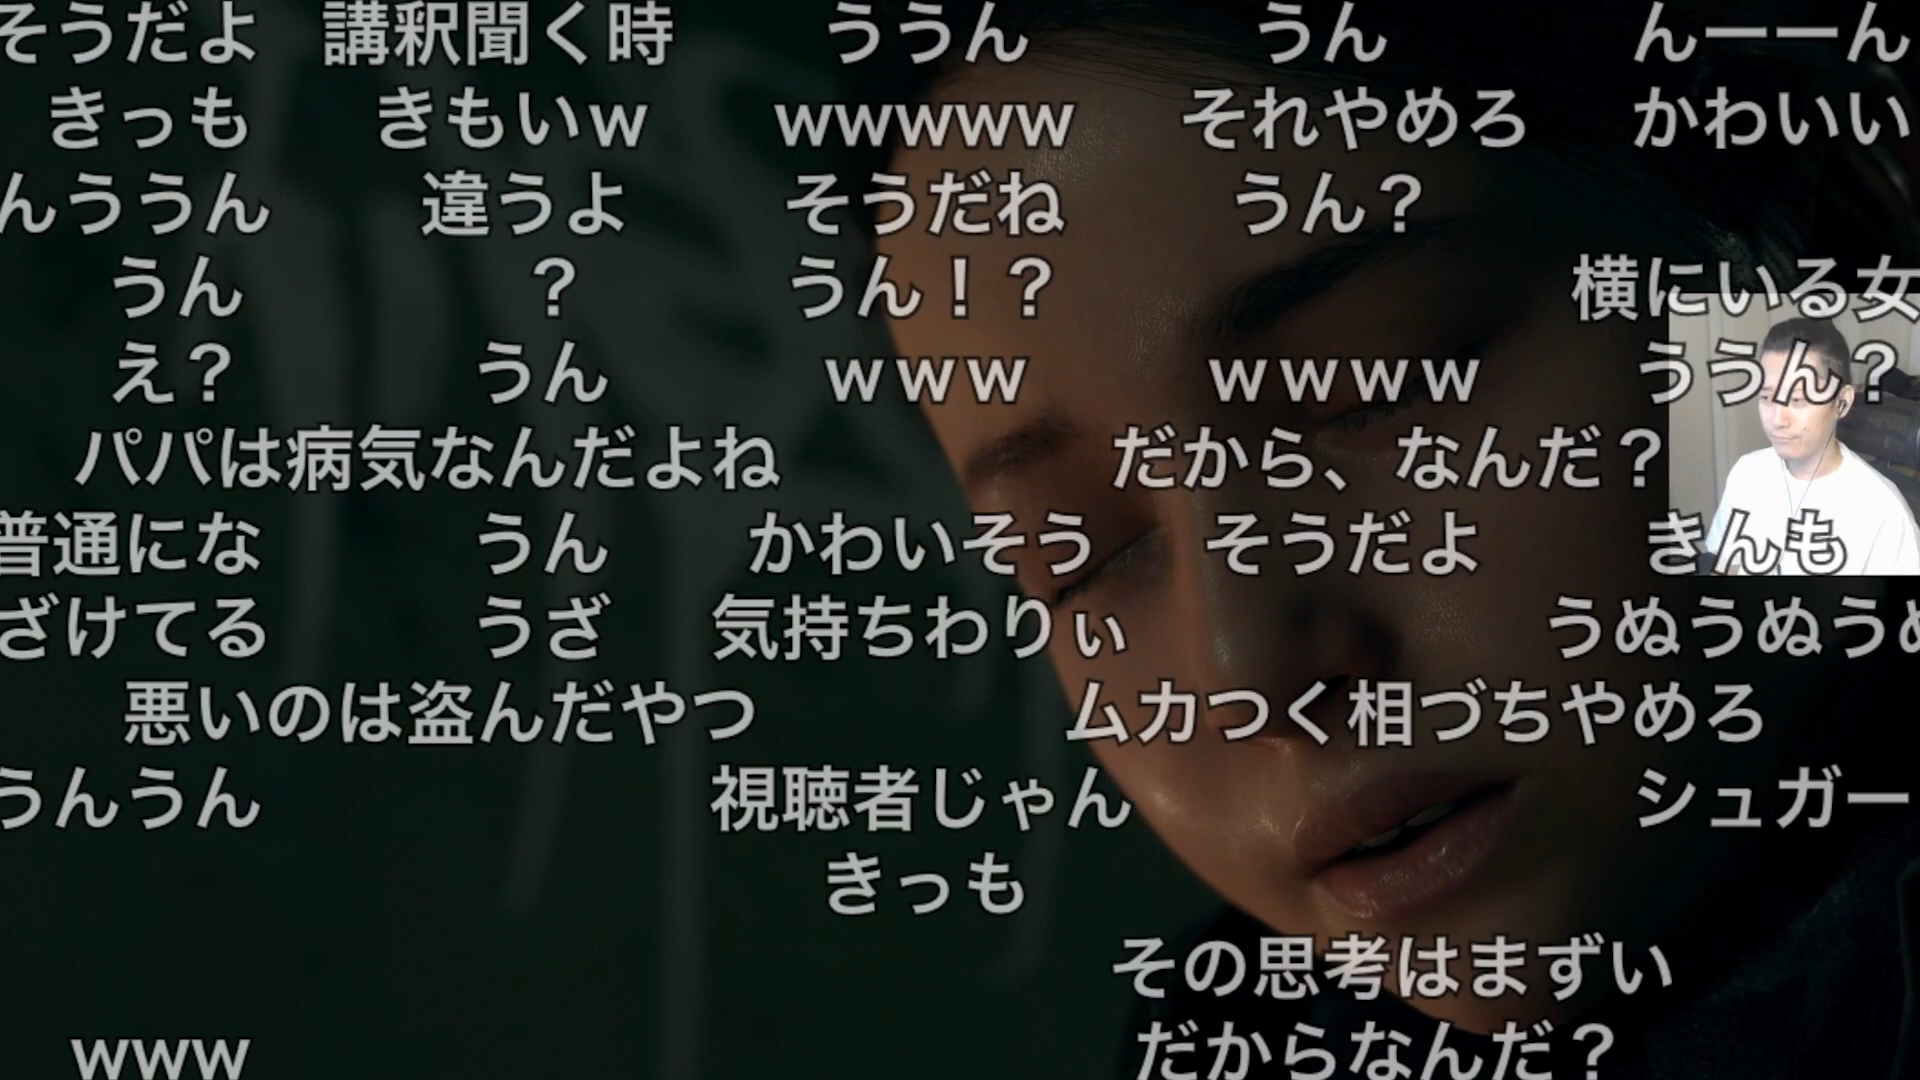 そうだよ 講釈聞く時 ううん うん んーーん
きっも きもいw wwwww それやめろ かわいい
んううん 違うよ そうだね うん？
うん ？ うん！？ 横にいる女
え？ うん ｗｗｗ ｗｗｗｗ ううん？
パパは病気なんだよね だから、なんだ？
普通にな うん かわいそう そうだよ きんも
ざけてる うざ 気持ちわりぃ うぬうぬうぬ
悪いのは盗んだやつ ムカつく相づちやめろ
うんうん 視聴者じゃん シュガー
きっも
その思考はまずい
www だからなんだ？